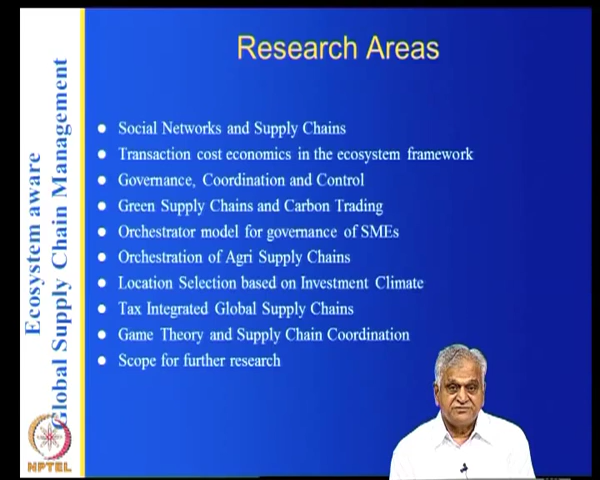 Research Areas
Ecosystem aware
Global Supply Chain Management
Social Networks and Supply Chains
Transaction cost economics in the ecosystem framework
Governance, Coordination and Control
Green Supply Chains and Carbon Trading
Orchestrator model for governance of SMEs
Orchestration of Agri Supply Chains
Location Selection based on Investment Climate
Tax Integrated Global Supply Chains
Game Theory and Supply Chain Coordination
Scope for further research
NPTEL